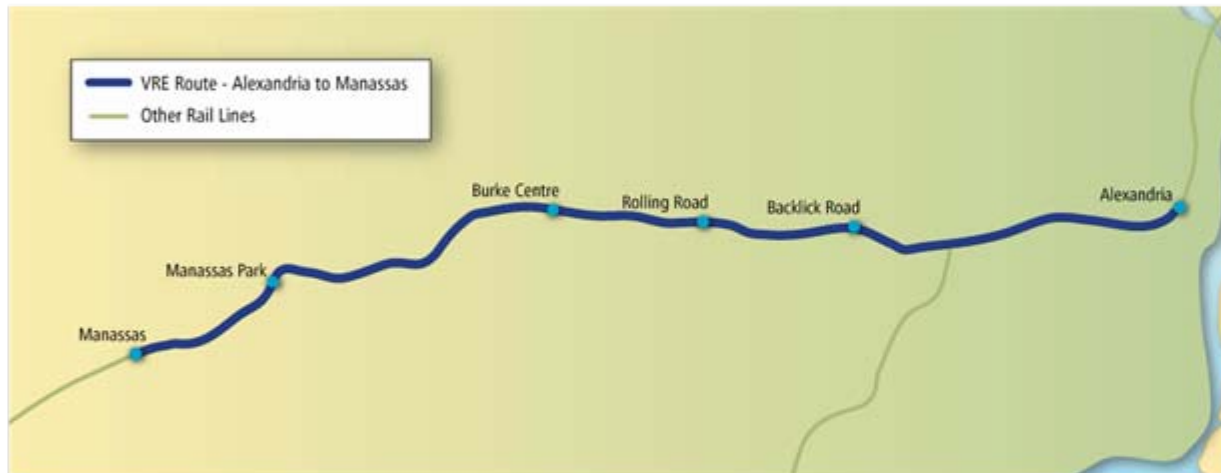 VRE Route - Alexandria to Manassas
Other Rail Lines
Burke Centre
Rolling Road
Backlick Road
Alexandria
Manassas Park
Manassas